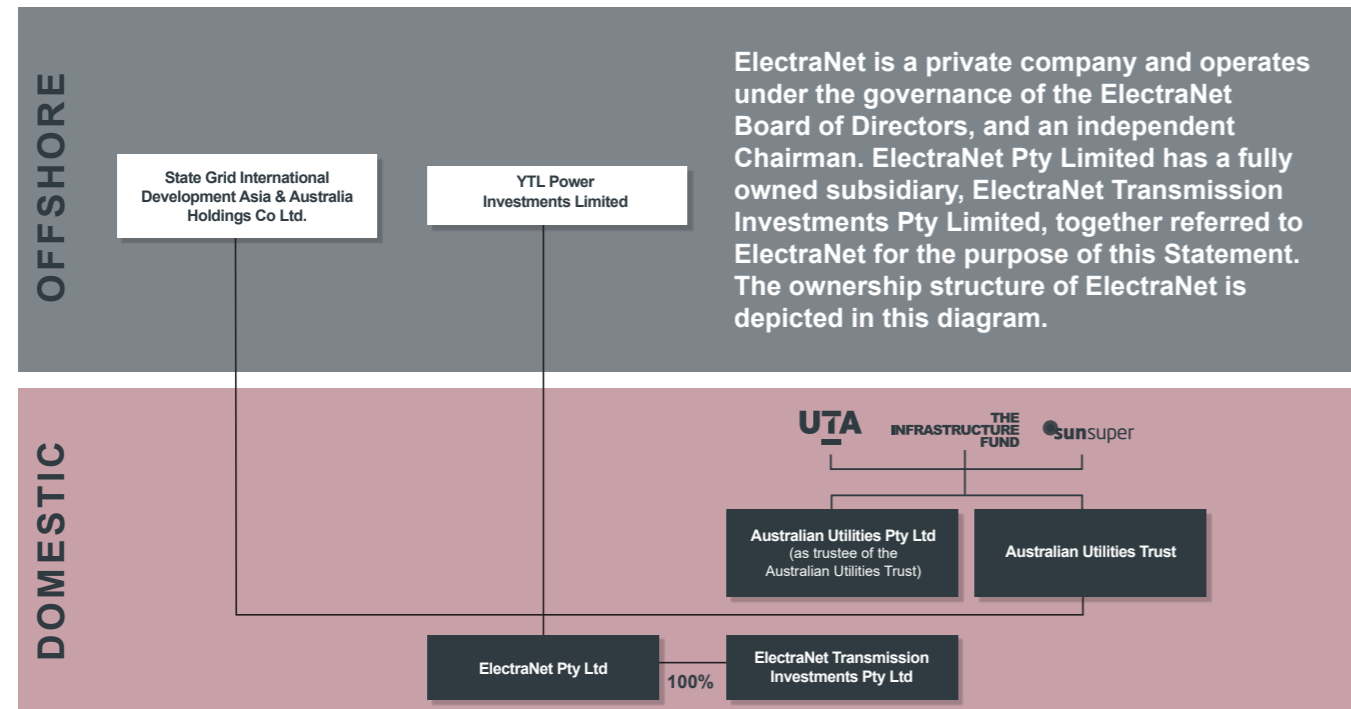 OFFSHORE
State Grid International
Development Asia & Australia
Holdings Co Ltd.
YTL Power
Investments Limited
ElectraNet is a private company and operates
under the governance of the ElectraNet
Board of Directors, and an independent
Chairman. ElectraNet Pty Limited has a fully
owned subsidiary, ElectraNet Transmission
Investments Pty Limited, together referred to
ElectraNet for the purpose of this Statement.
The ownership structure of ElectraNet is
depicted in this diagram.
DOMESTIC
UTA
THE
INFRASTRUCTURE
FUND
sunsuper
Australian Utilities Pty Ltd
(as trustee of the
Australian Utilities Trust)
Australian Utilities Trust
ElectraNet Pty Ltd
100%
ElectraNet Transmission
Investments Pty Ltd